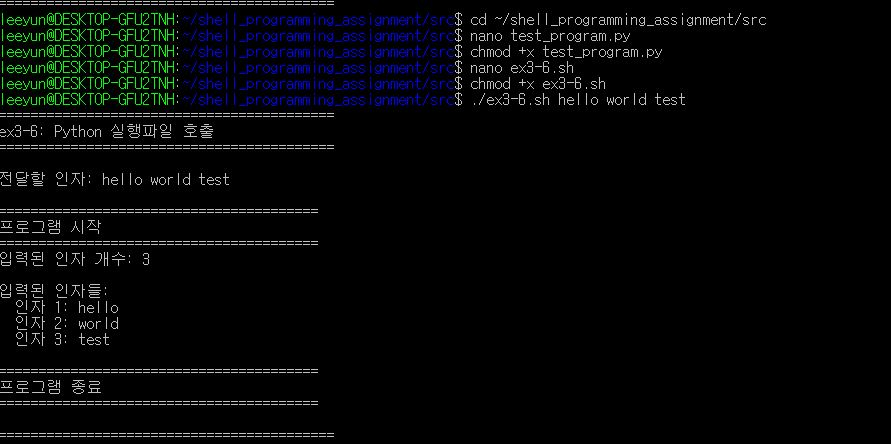 =========================================
leeyun@DESKTOP-GFU2TNH:~/shell_programming_assignment/src$ cd ~/shell_programming_assignment/src
leeyun@DESKTOP-GFU2TNH:~/shell_programming_assignment/src$ nano test_program.py
leeyun@DESKTOP-GFU2TNH:~/shell_programming_assignment/src$ chmod +x test_program.py
leeyun@DESKTOP-GFU2TNH:~/shell_programming_assignment/src$ nano ex3-6.sh
leeyun@DESKTOP-GFU2TNH:~/shell_programming_assignment/src$ chmod +x ex3-6.sh
leeyun@DESKTOP-GFU2TNH:~/shell_programming_assignment/src$ ./ex3-6.sh hello world test
=========================================
ex3-6: Python 실행파일 호출
=========================================
전달할 인자: hello world test
=======================================
프로그램 시작
=======================================
입력된 인자 개수: 3
입력된 인자들:
인자 1: hello
인자 2: world
인자 3: test
=======================================
프로그램 종료
=======================================
=========================================